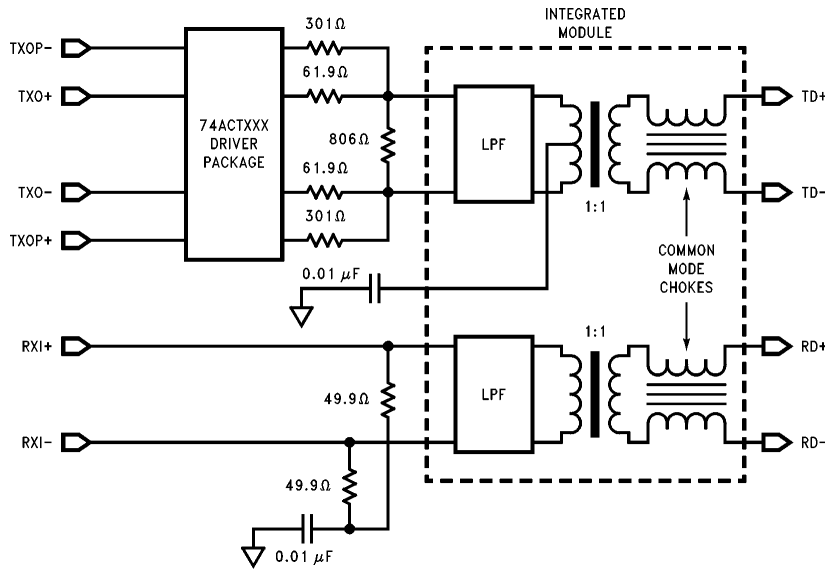 INTEGRATED
MODULE
TXOP-
TXO+
TXO-
TXOP+
74ACTXXX
DRIVER
PACKAGE
301Ω
61.9Ω
806Ω
61.9Ω
301Ω
LPF
1:1
TD+
TD-
0.01 μF
COMMON
MODE
CHOKES
RXI+
RXI-
49.9Ω
49.9Ω
0.01 μF
LPF
1:1
RD+
RD-